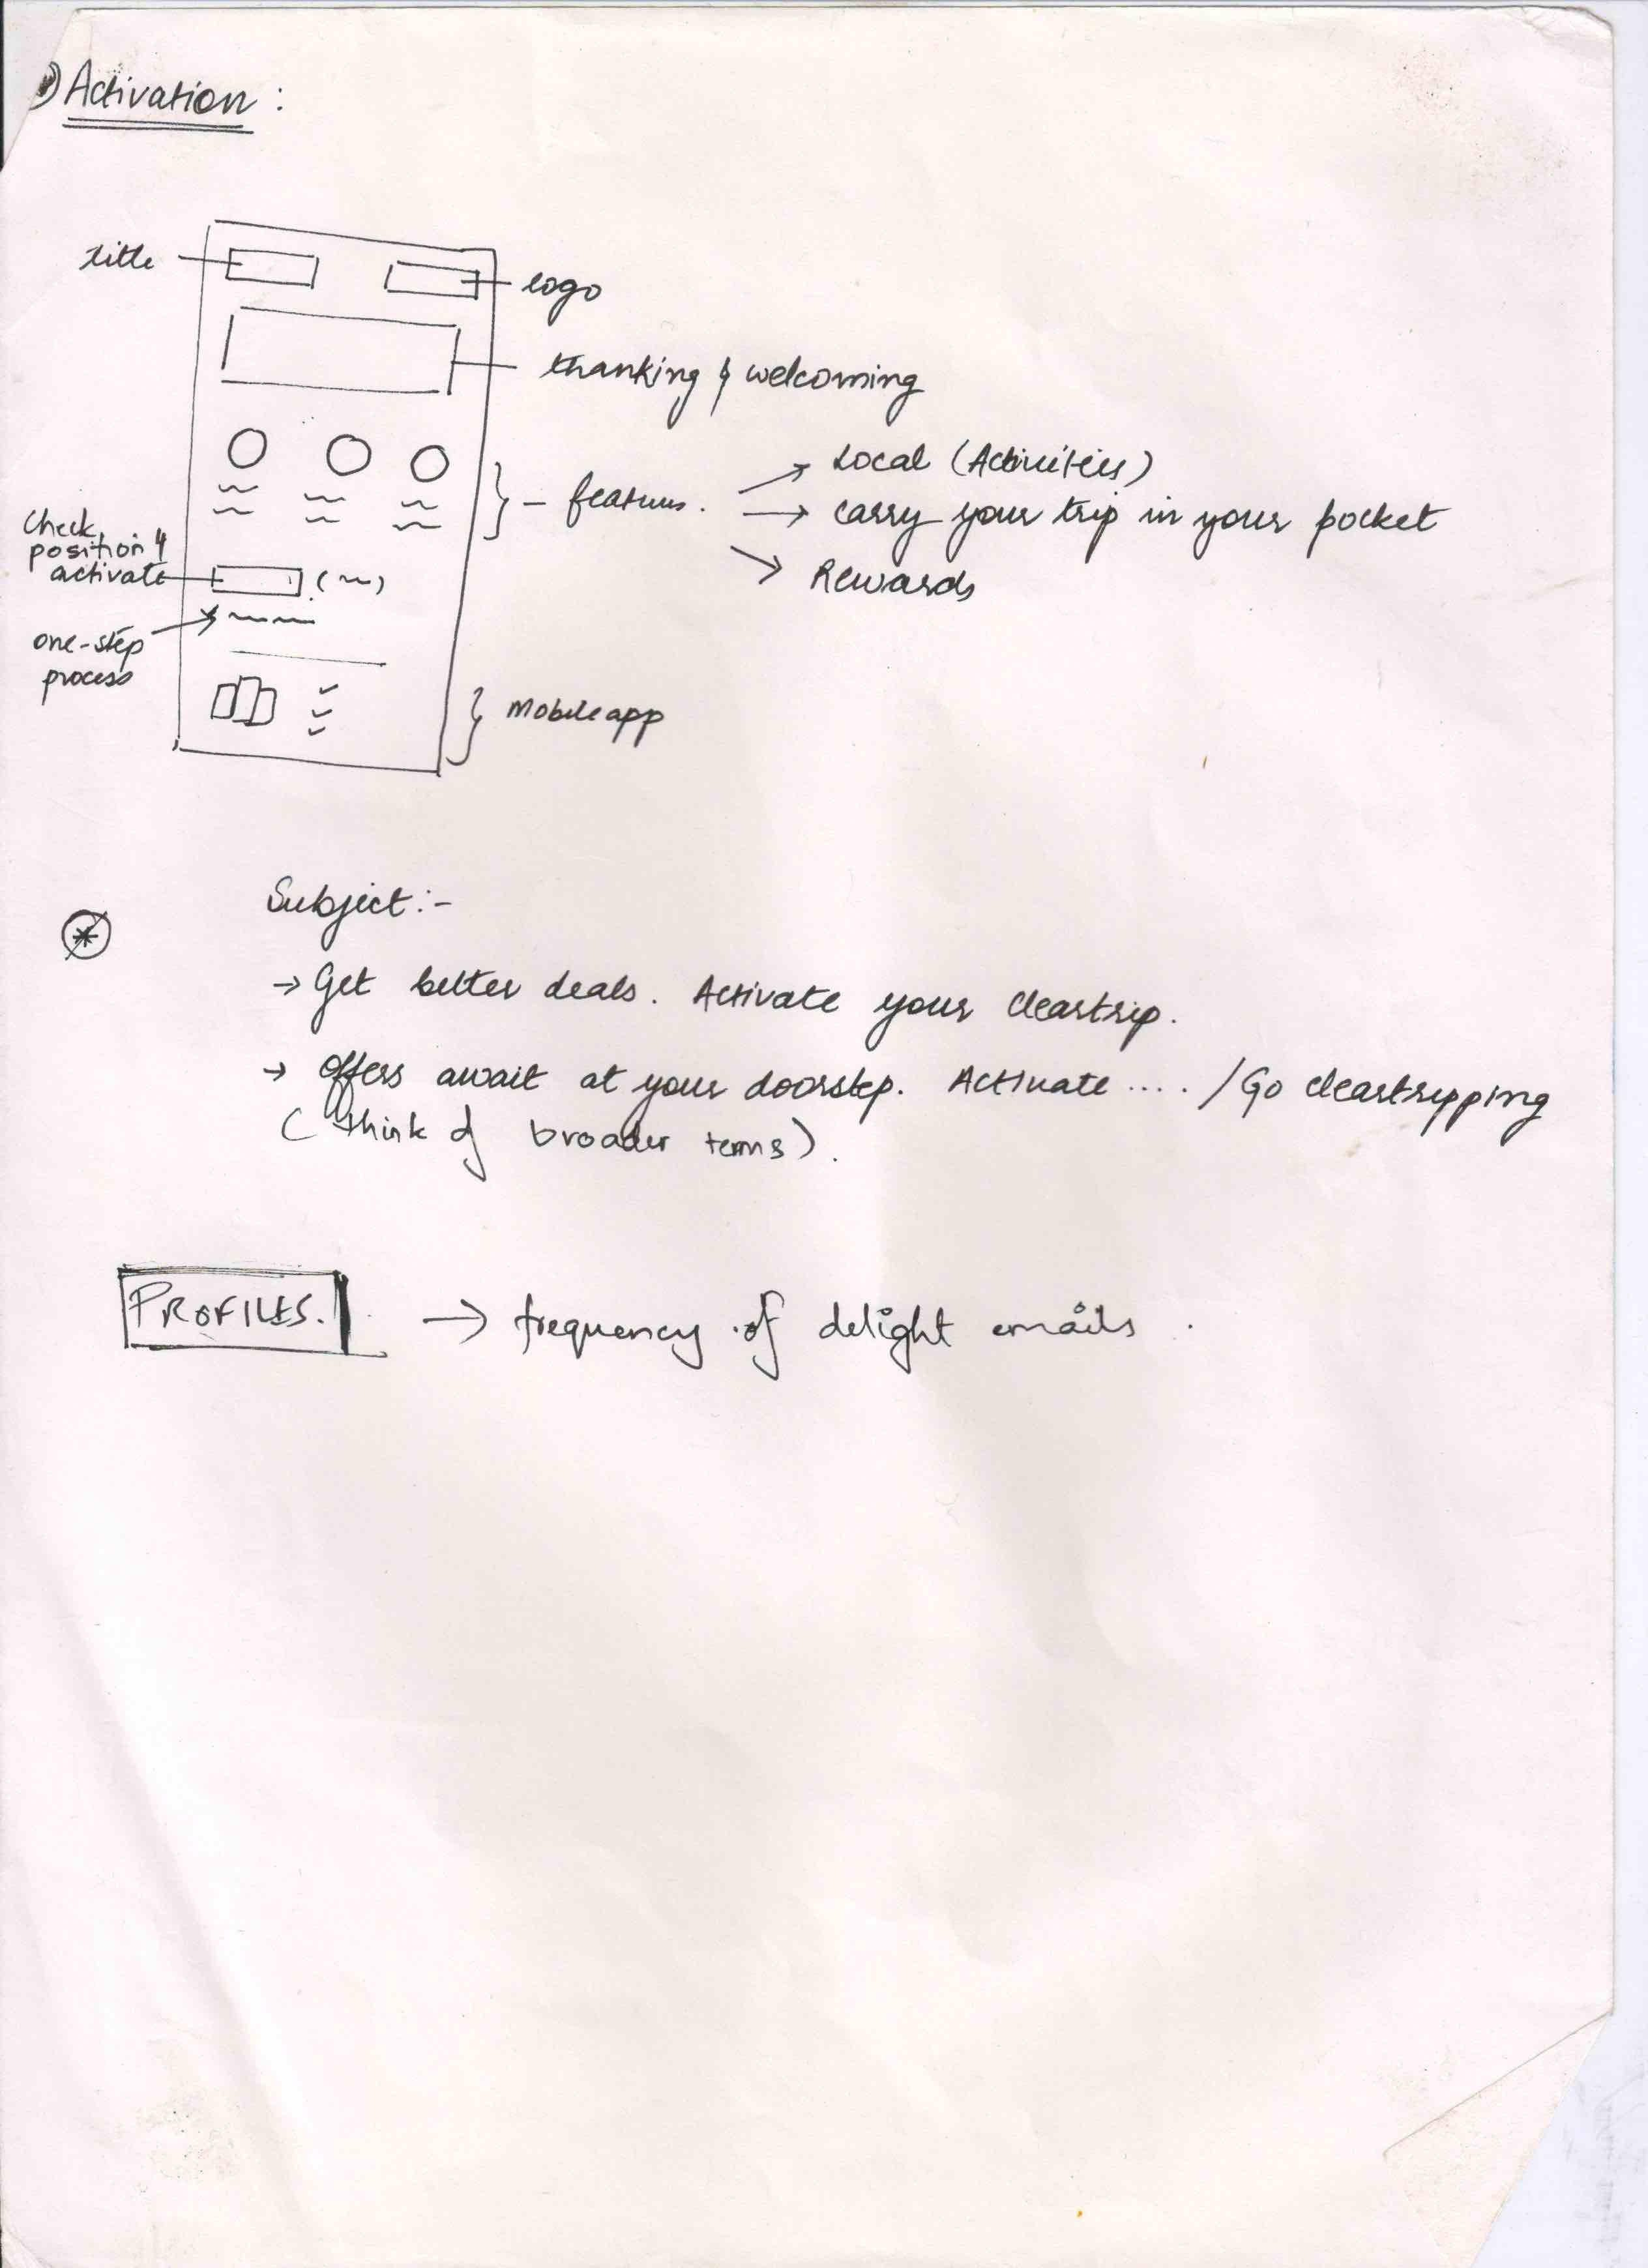 Activation :
title
logo
thanking & welcoming
Local (Activities)
features.
carry your trip in your pocket
Rewards
Check
position &
activate
one-step
process
Mobile app
Subject:-
→ Get better deals. Activate your cleartrip.
→ Offers await at your doorstep. Activate .... / Go cleartripping
(Think of broader terms).
PROFILES. → frequency of delight emails.